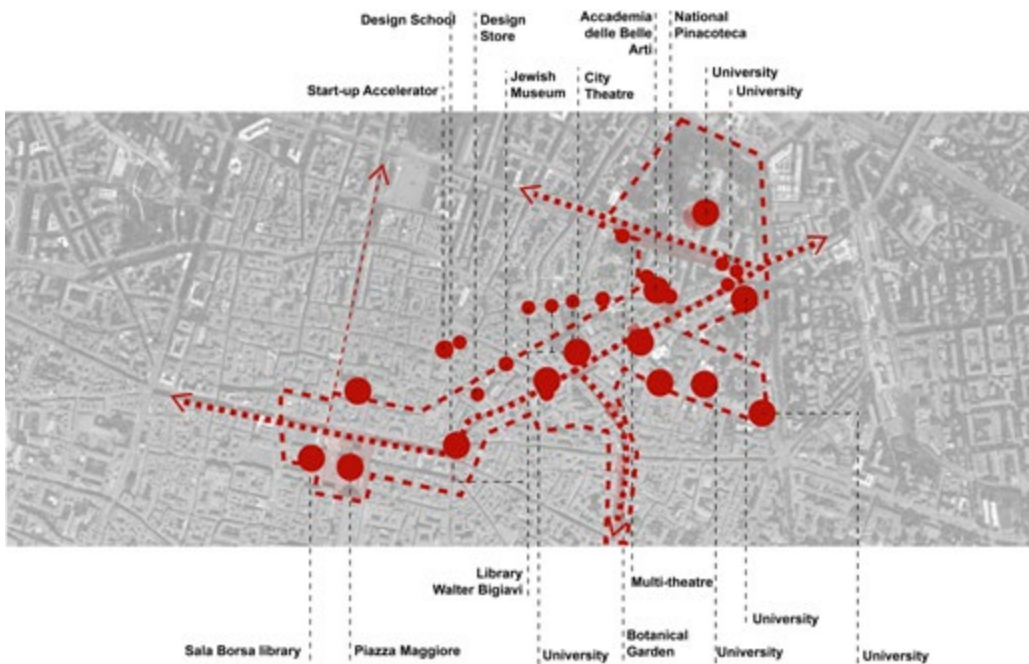 Design School
Design
Store
Accademia
delle Belle
Arti
National
Pinacoteca
Start-up Accelerator
Jewish
Museum
City
Theatre
University
University
Library
Walter Bigiavi
Multi-theatre
University
Sala Borsa library
Piazza Maggiore
University
Botanical
Garden
University
University